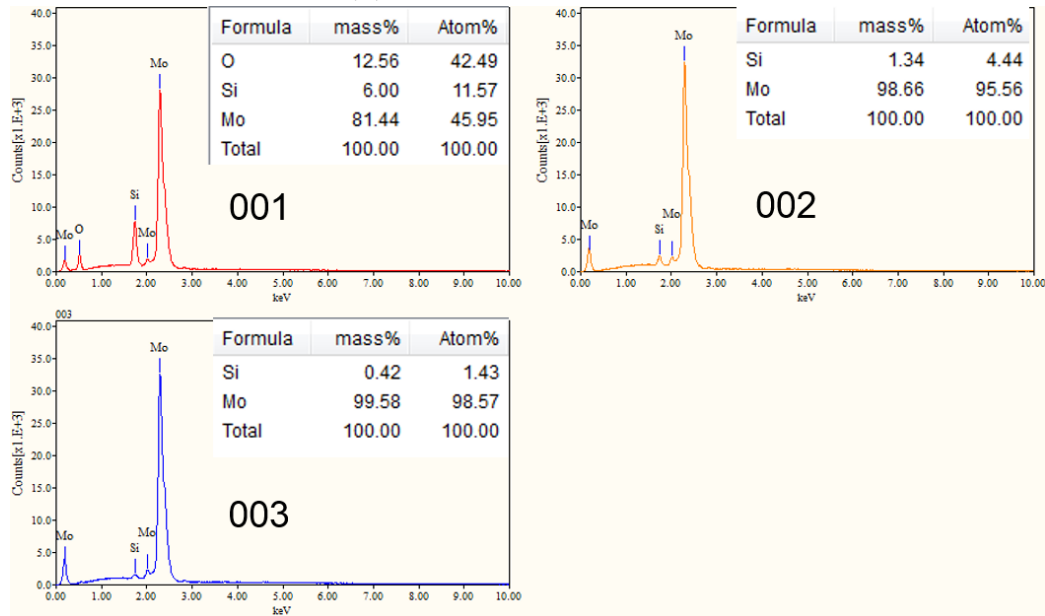 Formula mass% Atom%
O 12.56 42.49
Si 6.00 11.57
Mo 81.44 45.95
Total 100.00 100.00
Counts[x1.E+3]
40.0
35.0
30.0
25.0
20.0
15.0
10.0
5.0
0.0
Mo
O
Si
Mo
Mo
001
0.00 1.00 2.00 3.00 4.00 5.00 6.00 7.00 8.00 9.00 10.00
keV
Formula mass% Atom%
Si 1.34 4.44
Mo 98.66 95.56
Total 100.00 100.00
Counts[x1.E+3]
40.0
35.0
30.0
25.0
20.0
15.0
10.0
5.0
0.0
Mo
Si
Mo
Mo
002
0.00 1.00 2.00 3.00 4.00 5.00 6.00 7.00 8.00 9.00 10.00
keV
003
Formula mass% Atom%
Si 0.42 1.43
Mo 99.58 98.57
Total 100.00 100.00
Counts[x1.E+3]
40.0
35.0
30.0
25.0
20.0
15.0
10.0
5.0
0.0
Mo
Si
Mo
Mo
003
0.00 1.00 2.00 3.00 4.00 5.00 6.00 7.00 8.00 9.00 10.00
keV